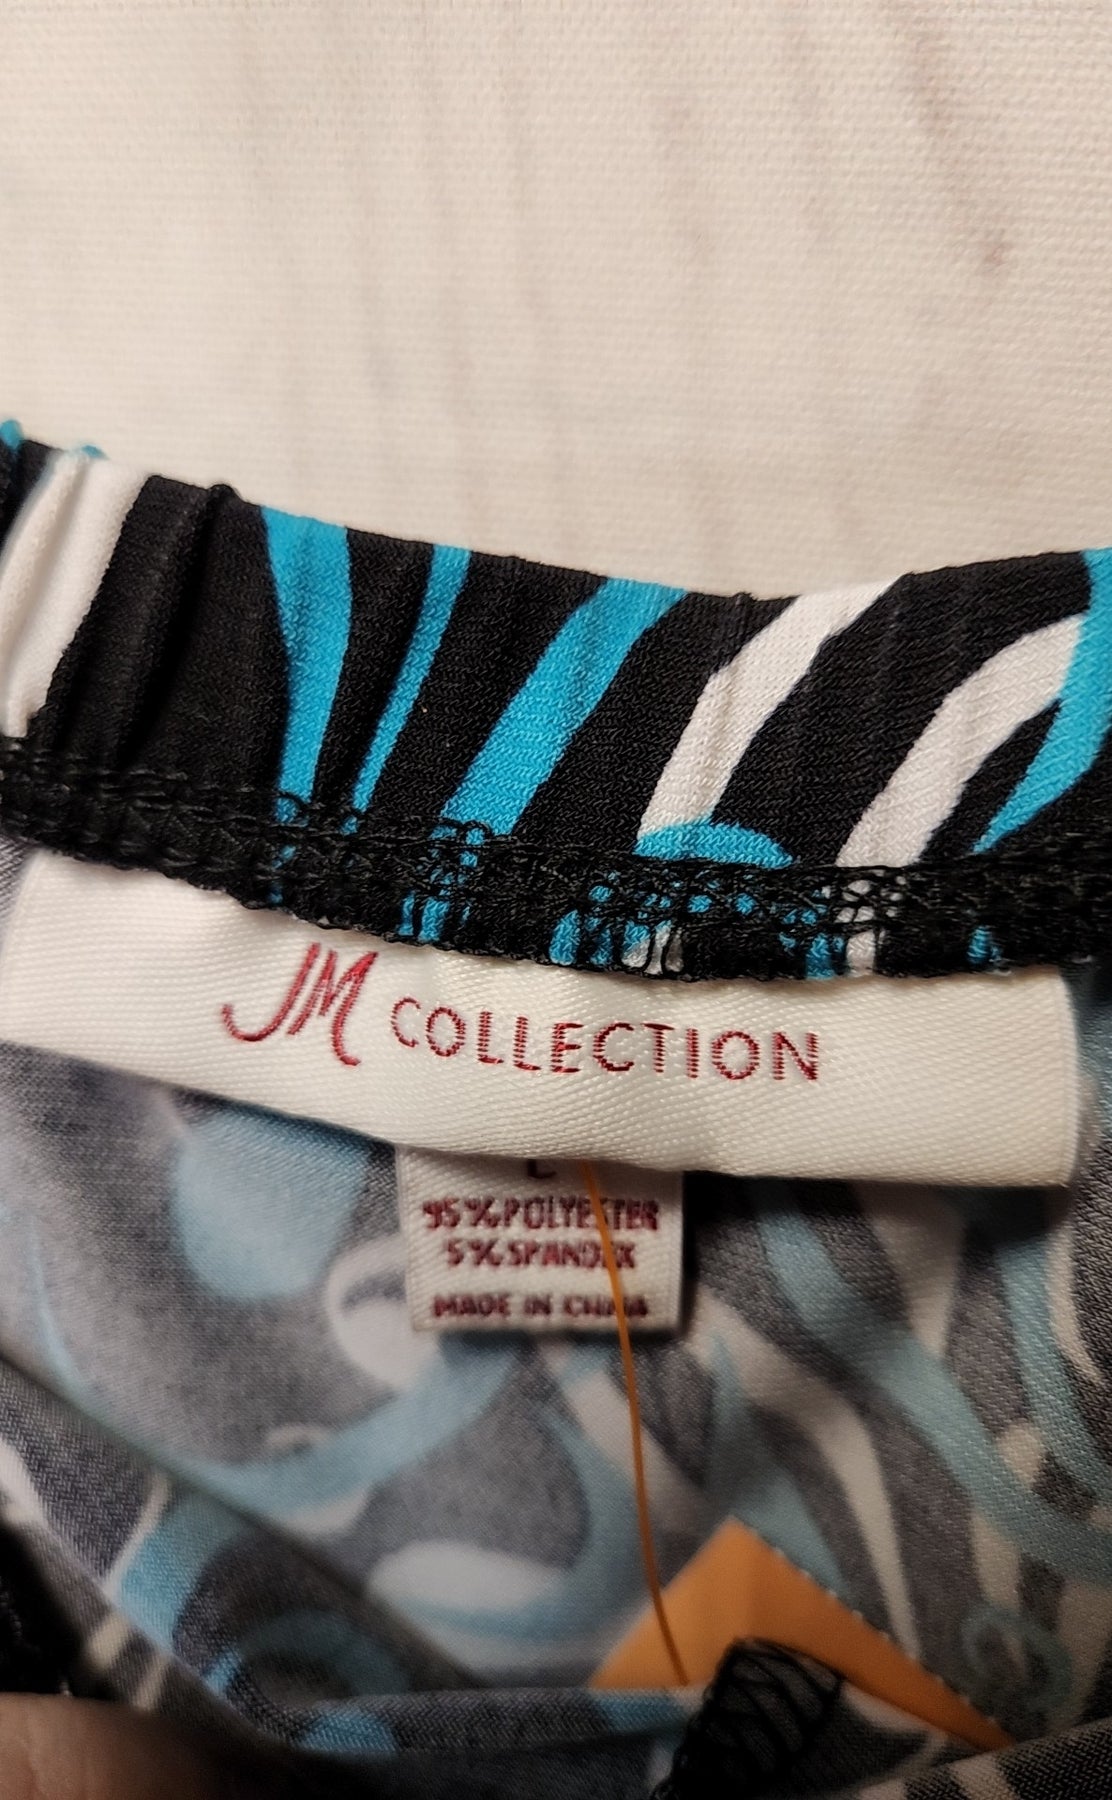 JM COLLECTION
L
95% POLYESTER
5% SPANDEX
MADE IN CHINA